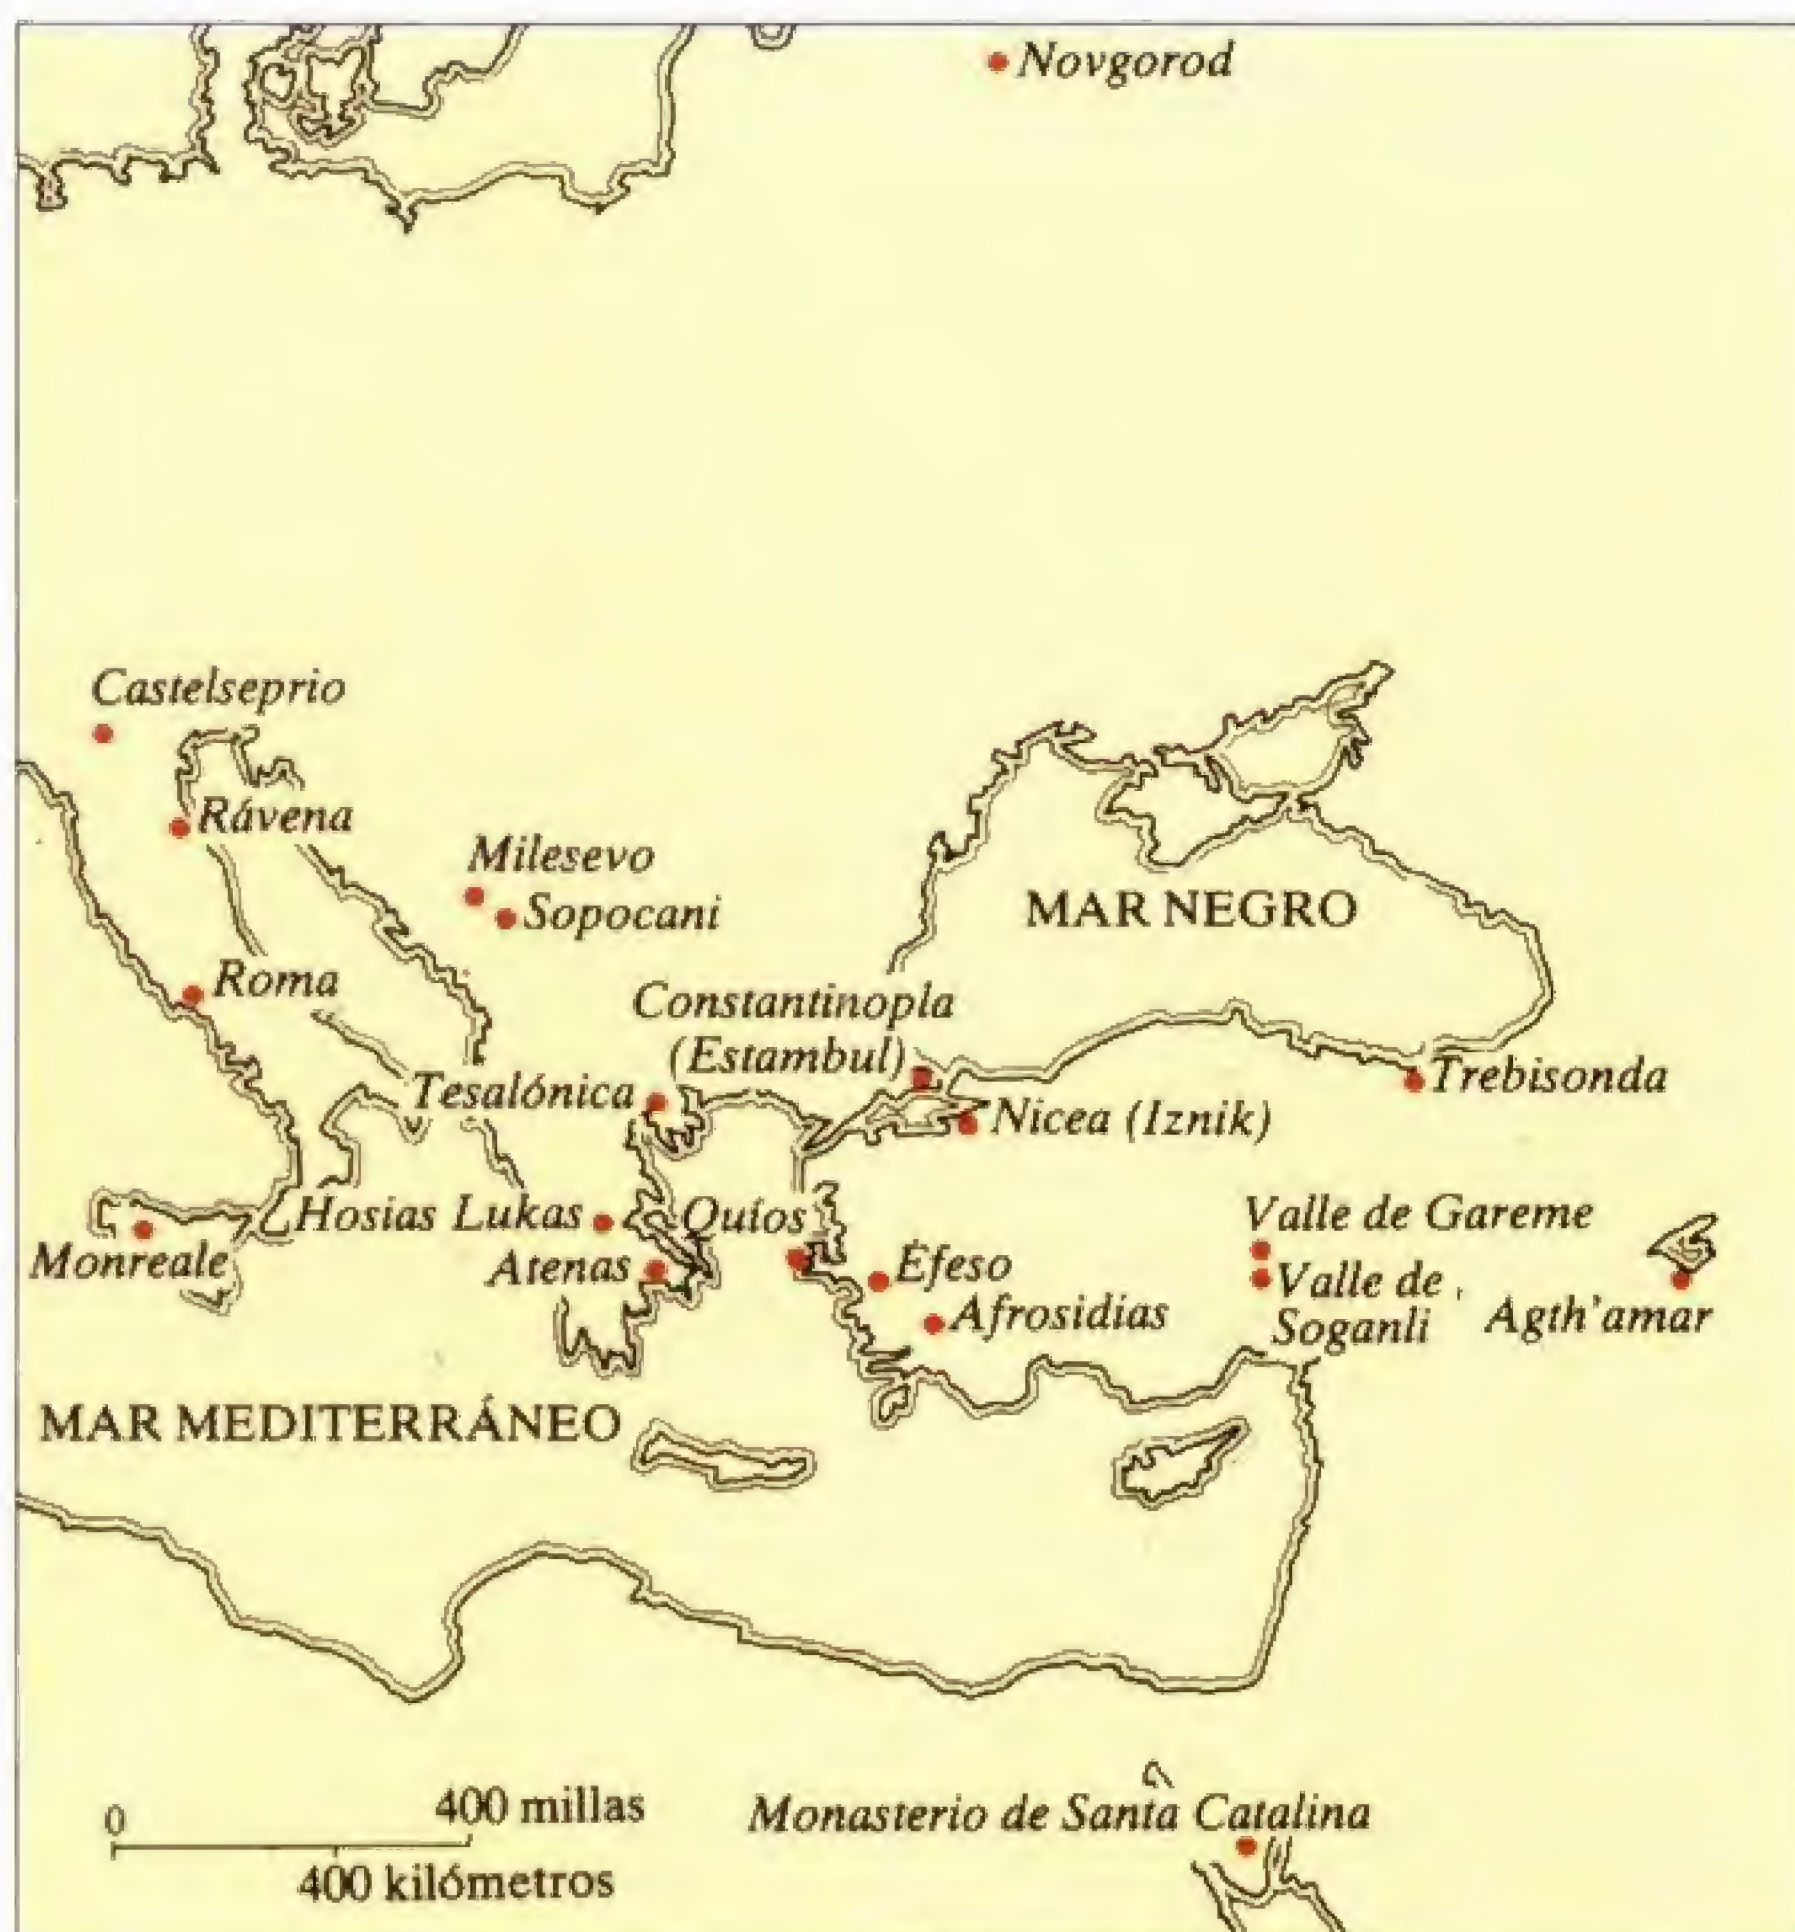 Novgorod
Castelseprio
Rávena
Milesevo
Sopocani
MAR NEGRO
Roma
Constantinopla
(Estambul)
Tesalónica
Trebisonda
Nicea (Iznik)
Hosias Lukas
Quíos
Valle de Gareme
Monreale
Atenas
Éfeso
Valle de
Soganli
Afrosidias
Agth'amar
MAR MEDITERRÁNEO
0
400 millas
400 kilómetros
Monasterio de Santa Catalina